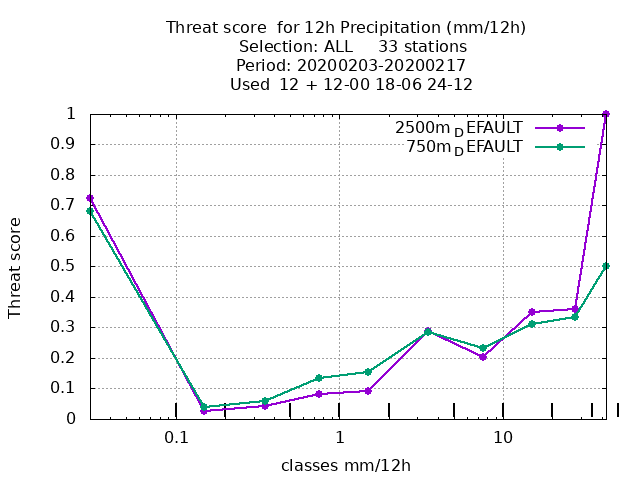 Threat score  for 12h Precipitation (mm/12h)
Selection: ALL     33 stations
Period: 20200203-20200217
Used  12 + 12-00 18-06 24-12
2500m_DEFAULT
750m_DEFAULT
1
0.9
0.8
0.7
0.6
0.5
0.4
0.3
0.2
0.1
0
Threat score
0.1 1 10
classes mm/12h